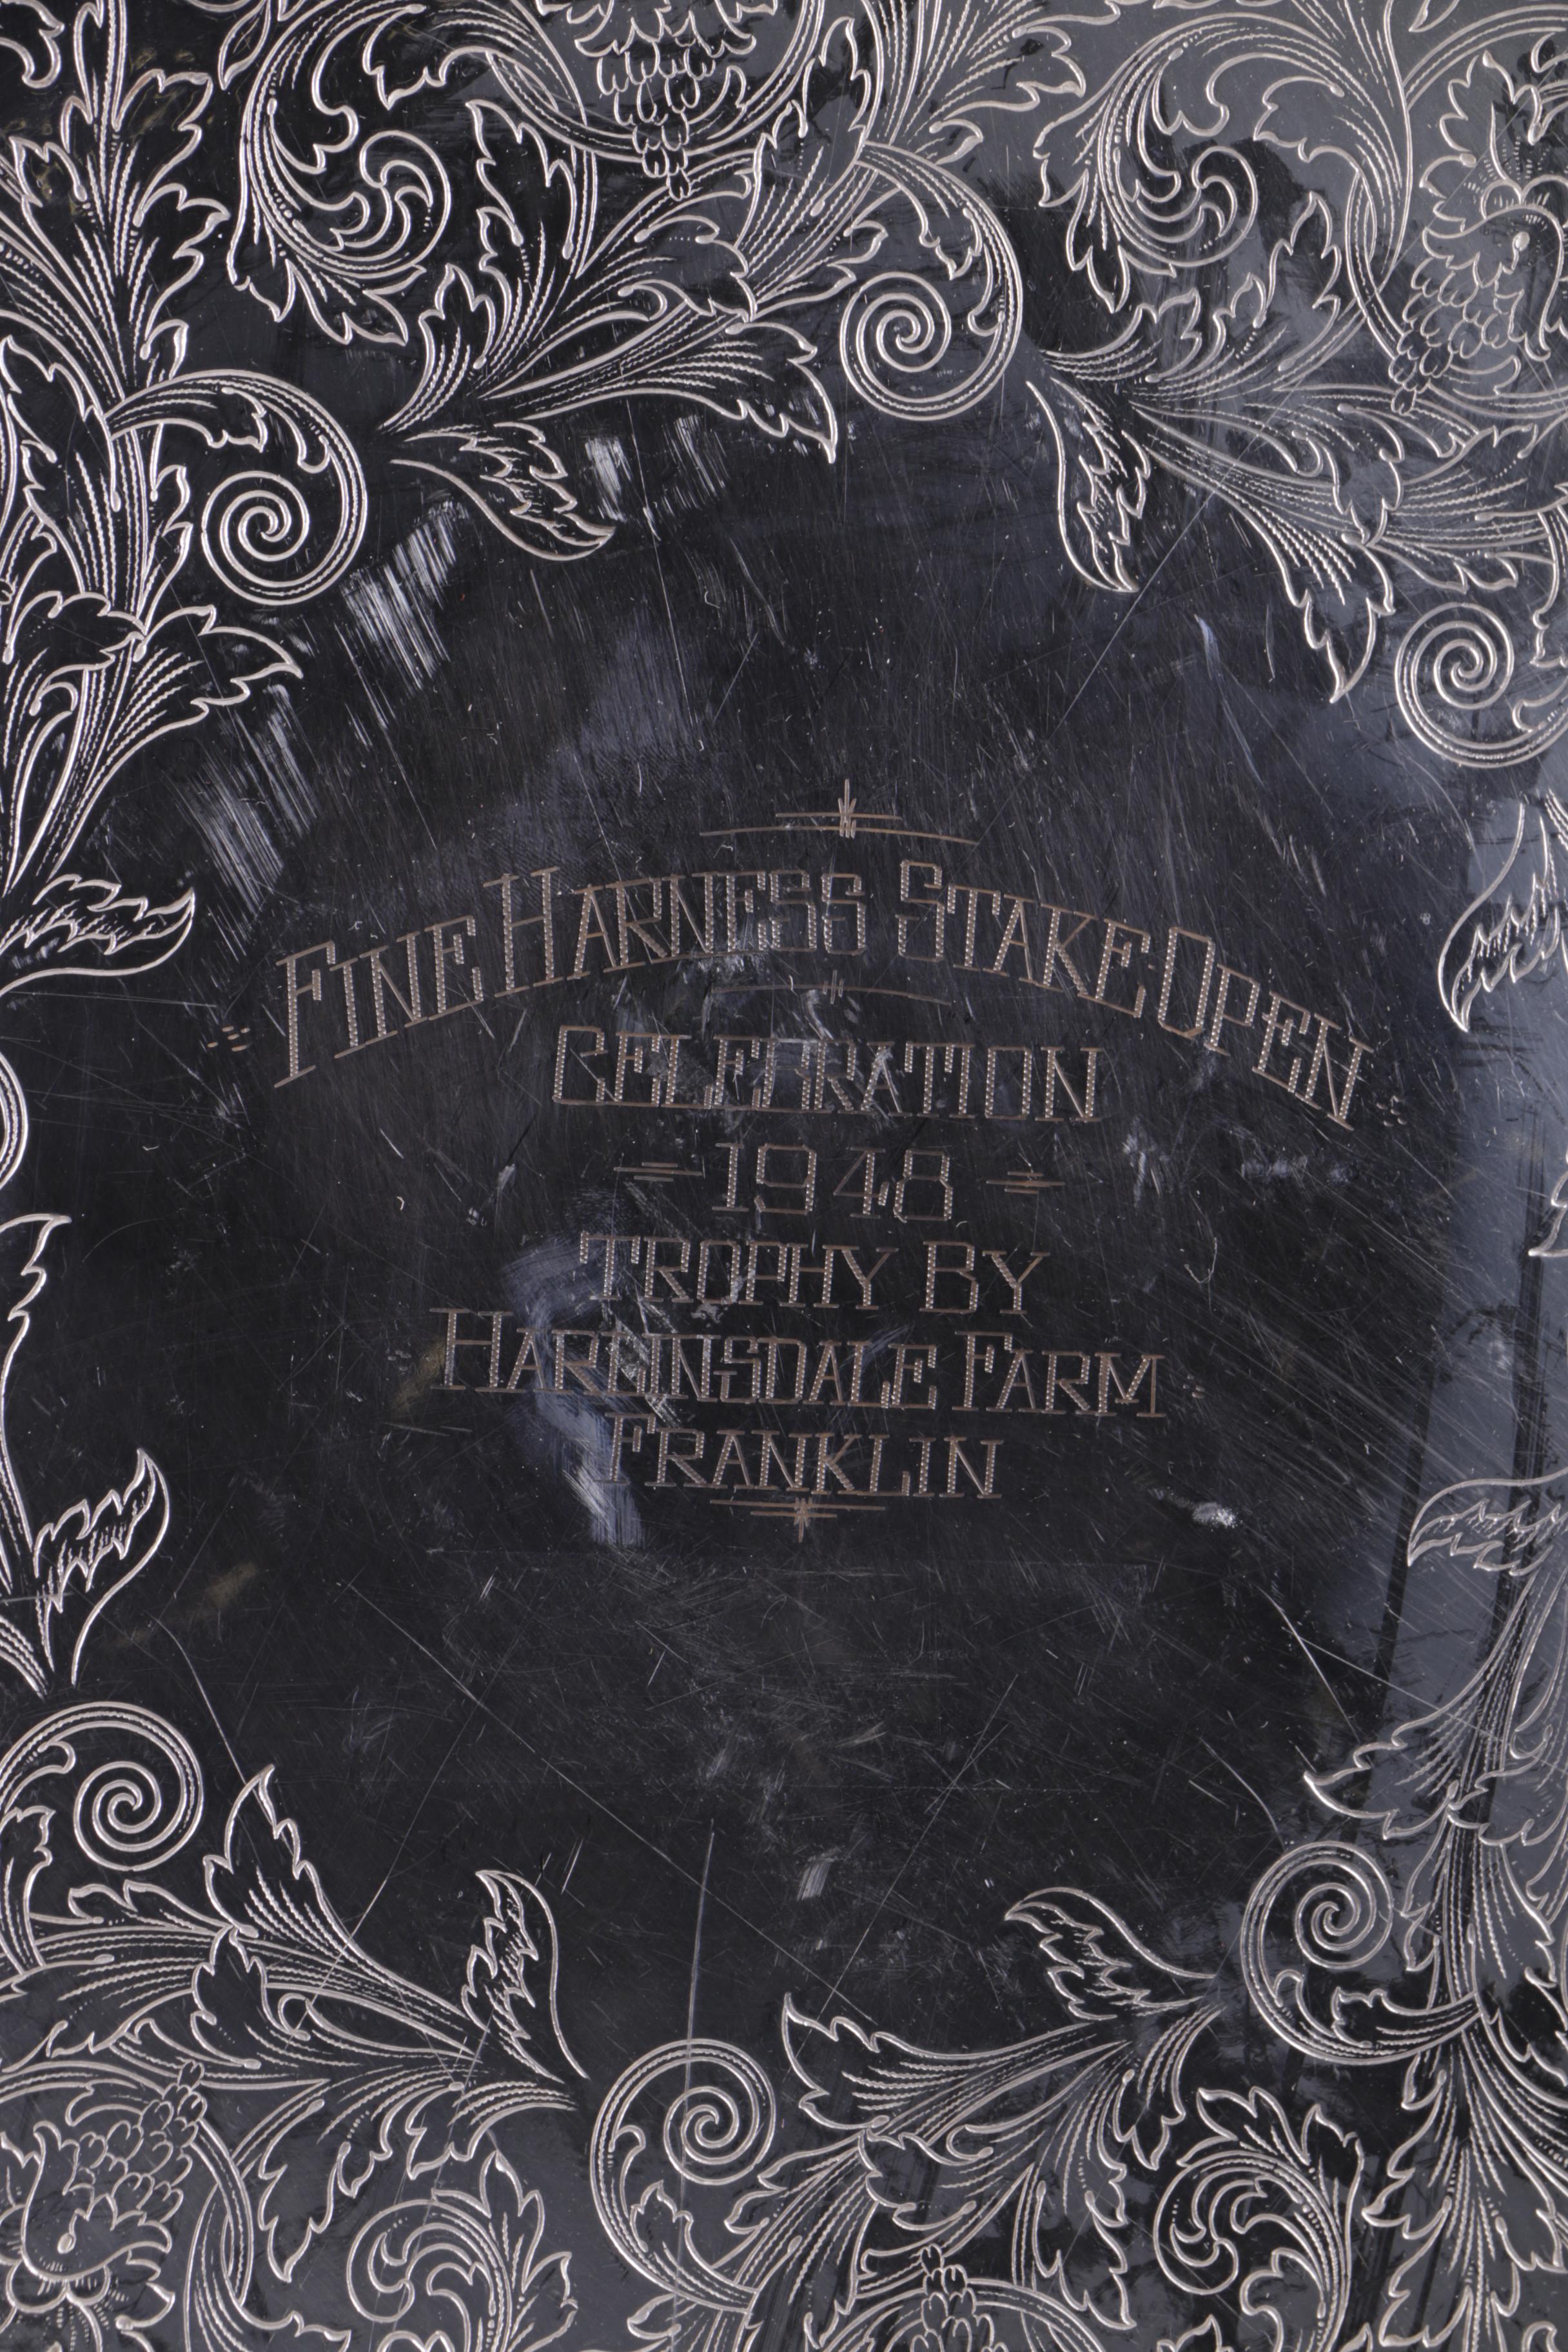 FINE HARNESS STAKE OPEN
CELEBRATION
1948
TROPHY BY
HARLINSDALE FARM
FRANKLIN